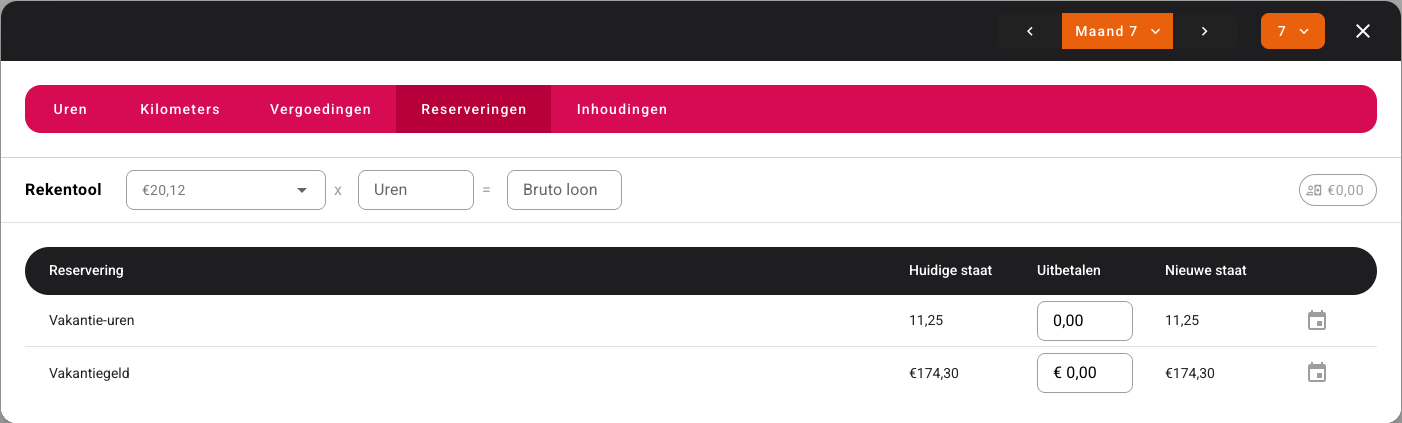 Maand 7 7
Uren Kilometers Vergoedingen Reserveringen Inhoudingen
Rekentool €20,12 x Uren = Bruto loon €0,00
Reservering Huidige staat Uitbetalen Nieuwe staat
Vakantie-uren 11,25 0,00 11,25
Vakantiegeld €174,30 € 0,00 €174,30